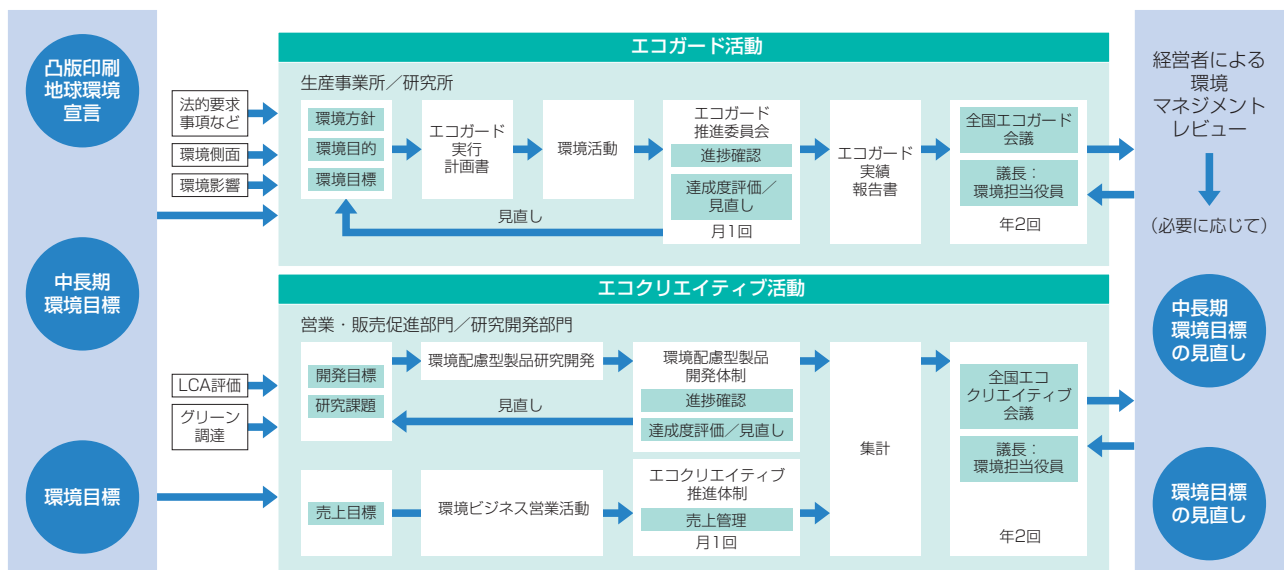 凸版印刷
地球環境
宣言
中長期
環境目標
環境目標
法的要求
事項など
環境側面
環境影響
LCA評価
グリーン
調達
エコガード活動
生産事業所／研究所
環境方針
環境目的
環境目標
エコガード
実行
計画書
環境活動
エコガード
推進委員会
進捗確認
達成度評価／
見直し
月1回
見直し
エコガード
実績
報告書
全国エコガード
会議
議長：
環境担当役員
年2回
エコクリエイティブ活動
営業・販売促進部門／研究開発部門
開発目標
研究課題
環境配慮型製品研究開発
見直し
環境配慮型製品
開発体制
進捗確認
達成度評価／見直し
売上目標
環境ビジネス営業活動
エコクリエイティブ
推進体制
売上管理
月1回
集計
全国エコ
クリエイティブ
会議
議長：
環境担当役員
年2回
経営者による
環境
マネジメント
レビュー
（必要に応じて）
中長期
環境目標
の見直し
環境目標
の見直し